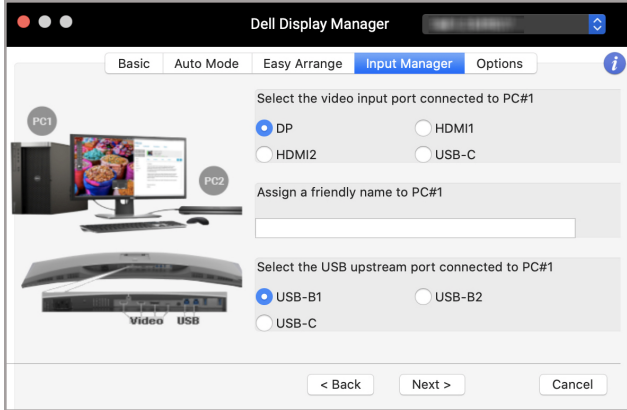 Dell Display Manager
Basic Auto Mode Easy Arrange Input Manager Options i
Select the video input port connected to PC#1
PC1
DP HDMI1
HDMI2 USB-C
PC2
Assign a friendly name to PC#1
Select the USB upstream port connected to PC#1
USB-B1 USB-B2
Video USB
USB-C
< Back Next > Cancel